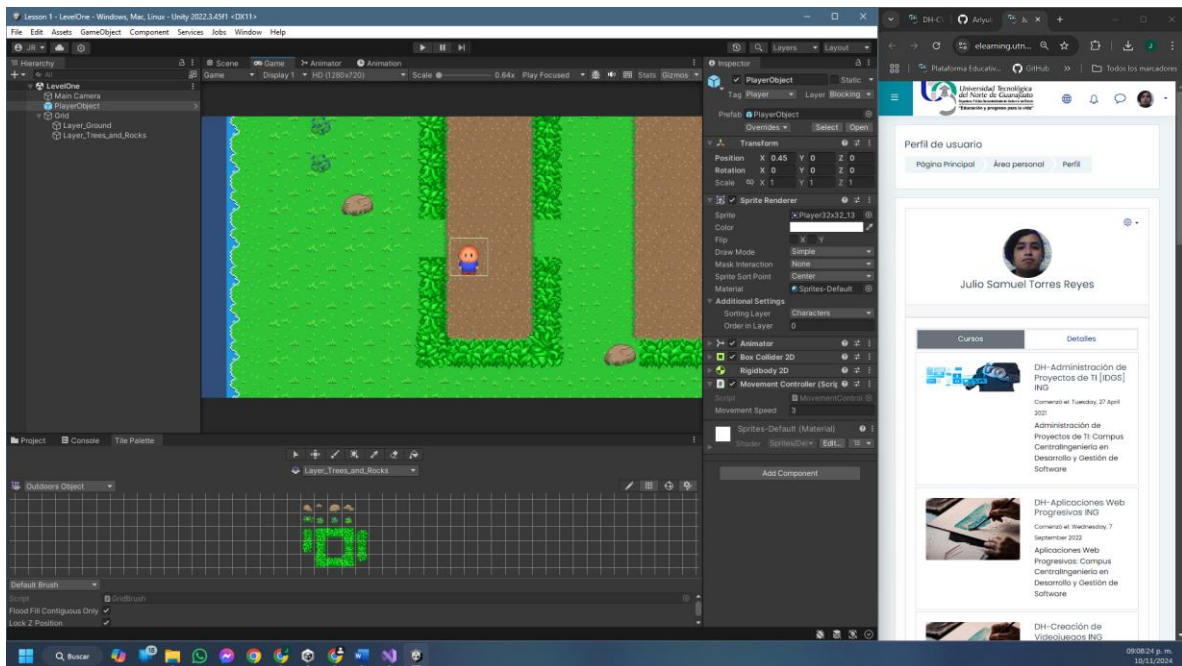 Lesson 1 - LevelOne - Windows, Mac, Linux - Unity 2022.3.45f1 <DX11>
File Edit Assets GameObject Component Services Jobs Window Help
JR
Layers
Layout
Hierarchy
All
LevelOne
Main Camera
PlayerObject
Grid
Layer_Ground
Layer_Trees_and_Rocks
Scene Game Animator Animation
Game Display 1 HD (1280x720) Scale 0.64x Play Focused Stats Gizmos
Inspector
PlayerObject Static
Tag Player Layer Blocking
Prefab PlayerObject
Overrides Select Open
Transform
Position X 0.45 Y 0 Z 0
Rotation X 0 Y 0 Z 0
Scale X 1 Y 1 Z 1
Sprite Renderer
Sprite Player32x32_13
Color
Flip X Y
Draw Mode Simple
Mask Interaction None
Sprite Sort Point Center
Material Sprites-Default
Additional Settings
Sorting Layer Characters
Order in Layer 0
Animator
Box Collider 2D
Rigidbody 2D
Movement Controller (Scrip
Script MovementControl
Movement Speed 3
Sprites-Default (Material)
Shader Sprites/De Edit...
Add Component
Project Console Tile Palette
Layer_Trees_and_Rocks
Outdoors Object
Default Brush
Script GridBrush
Flood Fill Contiguous Only
Lock Z Position
DH-C
Arlyui
elearning.utn...
Plataforma Educativ... GitHub Todos los marcadores
Universidad Tecnológica
del Norte de Guanajuato
"Educación y progreso para la vida"
Perfil de usuario
Página Principal Área personal Perfil
Julio Samuel Torres Reyes
Cursos Detalles
DH-Administración de
Proyectos de TI [IDGS]
ING
Comenzó el: Tuesday, 27 April
2021
Administración de
Proyectos de TI: Campus
CentralIngeniería en
Desarrollo y Gestión de
Software
DH-Aplicaciones Web
Progresivas ING
Comenzó el: Wednesday, 7
September 2022
Aplicaciones Web
Progresivas: Campus
CentralIngeniería en
Desarrollo y Gestión de
Software
DH-Creación de
Videojuegos ING
Buscar
09:08:24 p. m.
10/11/2024